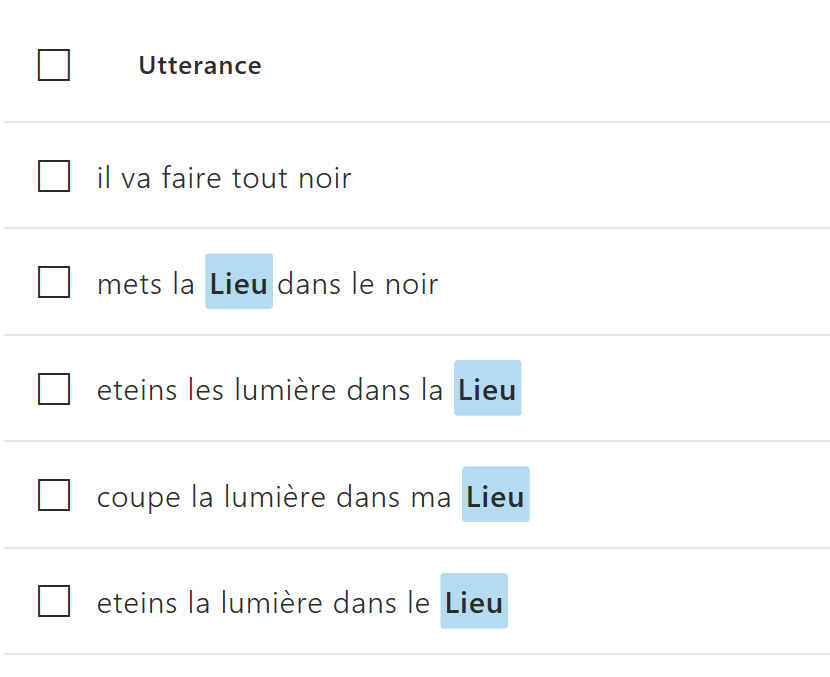 Utterance
il va faire tout noir
mets la Lieu dans le noir
eteins les lumière dans la Lieu
coupe la lumière dans ma Lieu
eteins la lumière dans le Lieu